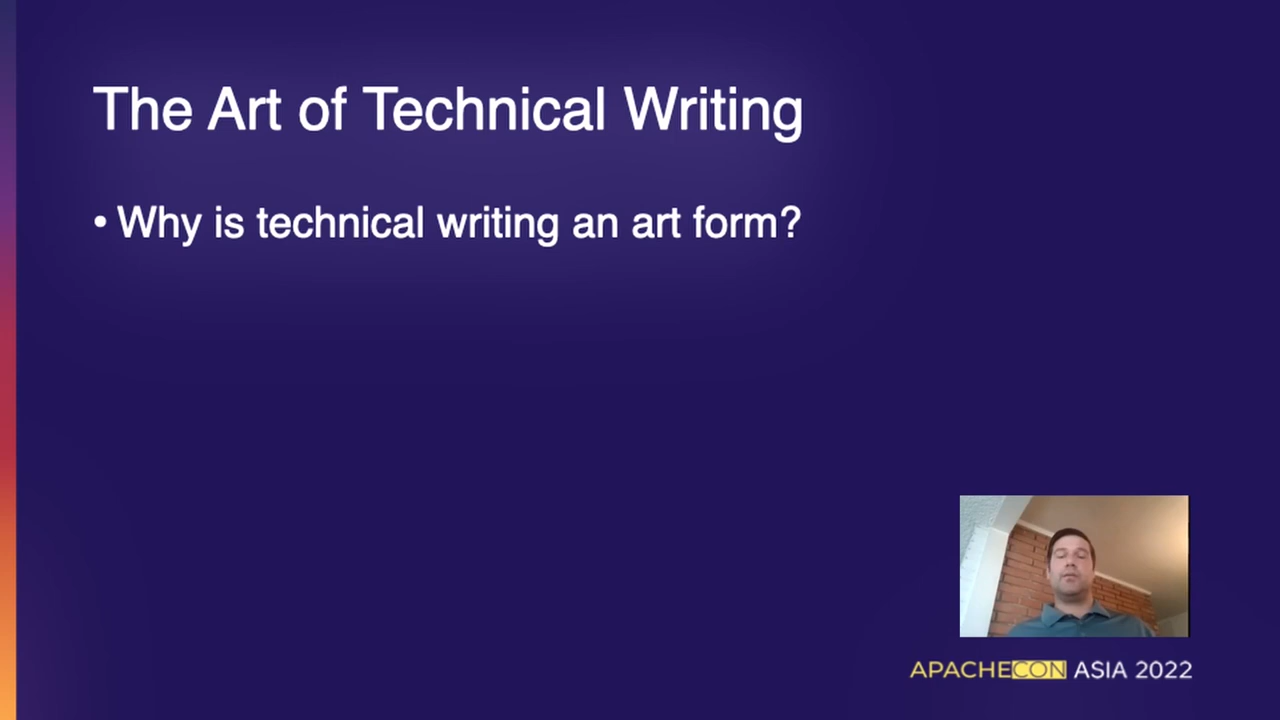 The Art of Technical Writing
• Why is technical writing an art form?
APACHECON ASIA 2022